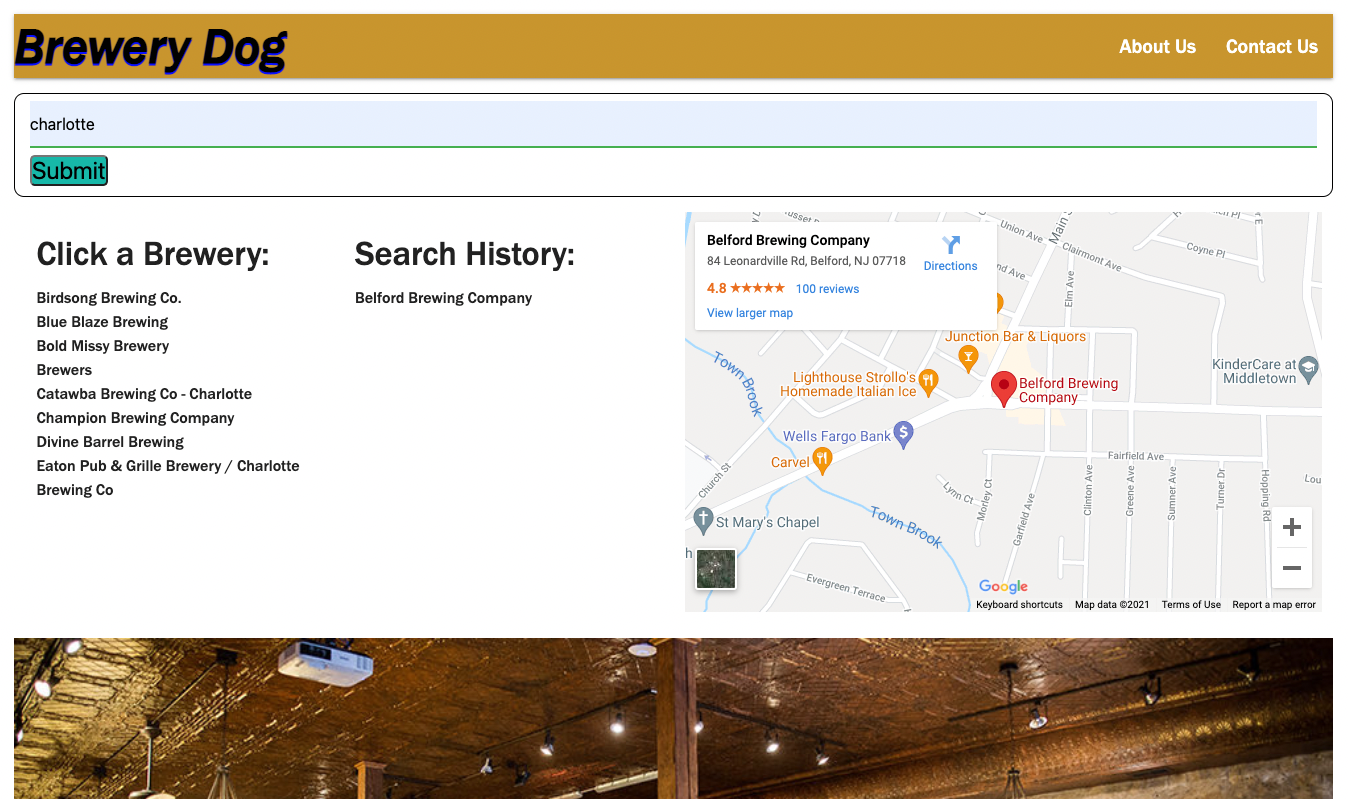 Brewery Dog
About Us
Contact Us
charlotte
Submit
Click a Brewery:
Birdsong Brewing Co.
Blue Blaze Brewing
Bold Missy Brewery
Brewers
Catawba Brewing Co - Charlotte
Champion Brewing Company
Divine Barrel Brewing
Eaton Pub & Grille Brewery / Charlotte
Brewing Co
Search History:
Belford Brewing Company
Belford Brewing Company
84 Leonardville Rd, Belford, NJ 07718
4.8 ★★★★★ 100 reviews
View larger map
Directions
Main S
Union Ave
Clairmont Ave
Coyne Pl
nd Ave
Elm Ave
Junction Bar & Liquors
KinderCare at
Middletown
Lighthouse Strollo's
Homemade Italian Ice
Belford Brewing
Company
Town Brook
Wells Fargo Bank
Carvel
Fairfield Ave
Church St
Lynn Ct
Morley Ct
Garfield Ave
Clinton Ave
Greene Ave
Sumner Ave
Turner Dr
Hopping Rd
Lou
St Mary's Chapel
Town Brook
h
Evergreen Terrace
Google
Keyboard shortcuts
Map data ©2021
Terms of Use
Report a map error